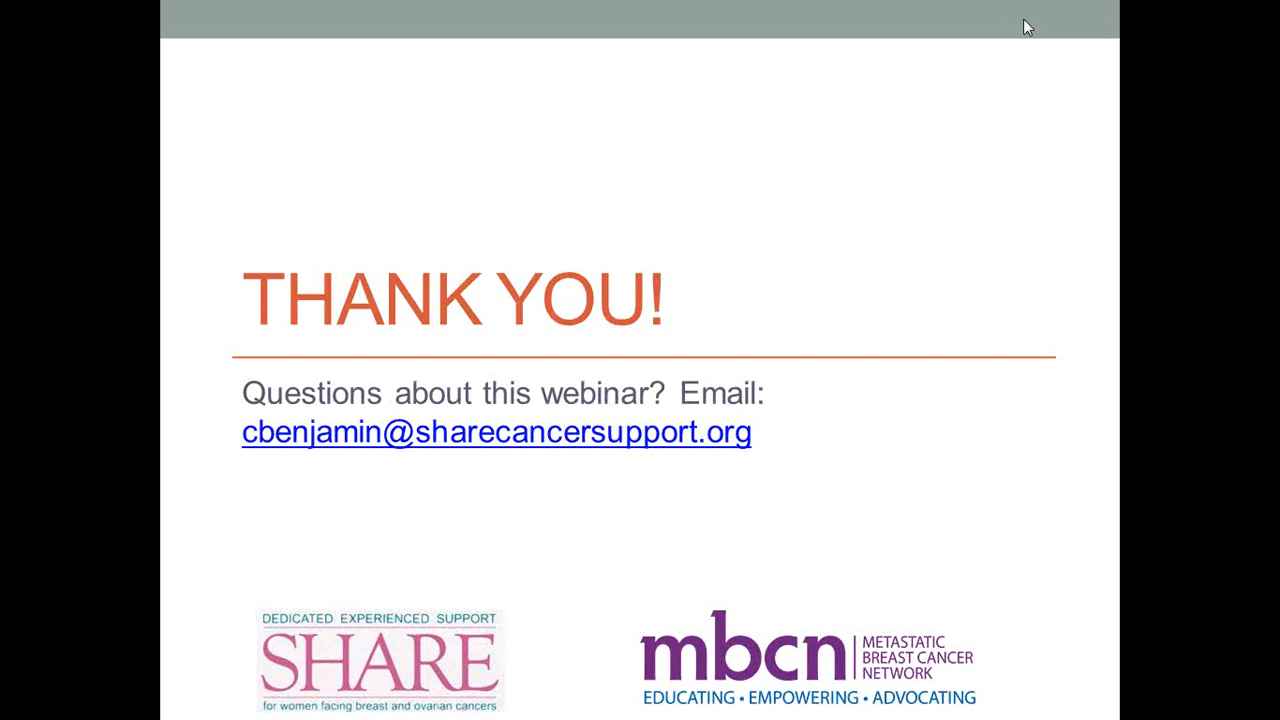 THANK YOU!
Questions about this webinar? Email:
cbenjamin@sharecancersupport.org
DEDICATED EXPERIENCED SUPPORT
SHARE
for women facing breast and ovarian cancers
mbcn
METASTATIC
BREAST CANCER
NETWORK
EDUCATING • EMPOWERING • ADVOCATING